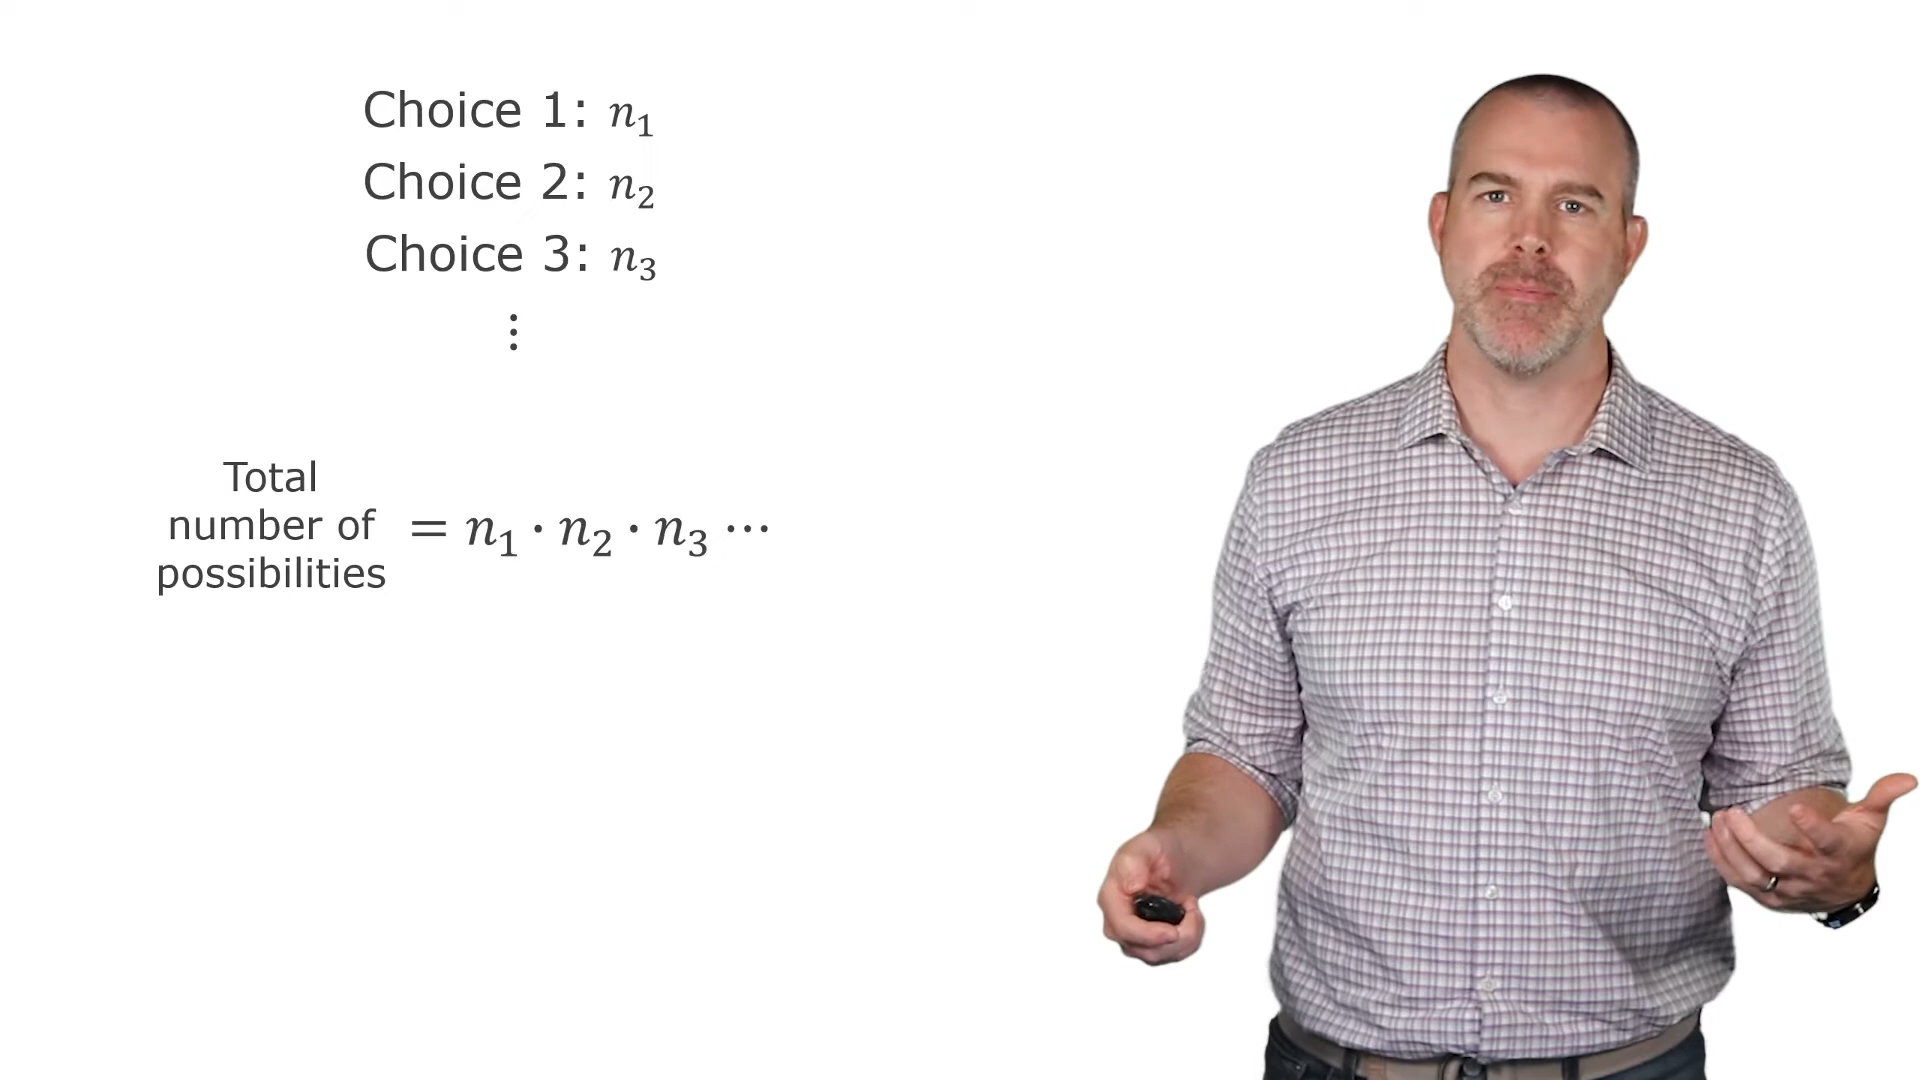 Choice 1: n₁
Choice 2: n₂
Choice 3: n₃
⋮
Total
number of
possibilities
= n₁ · n₂ · n₃ ⋯